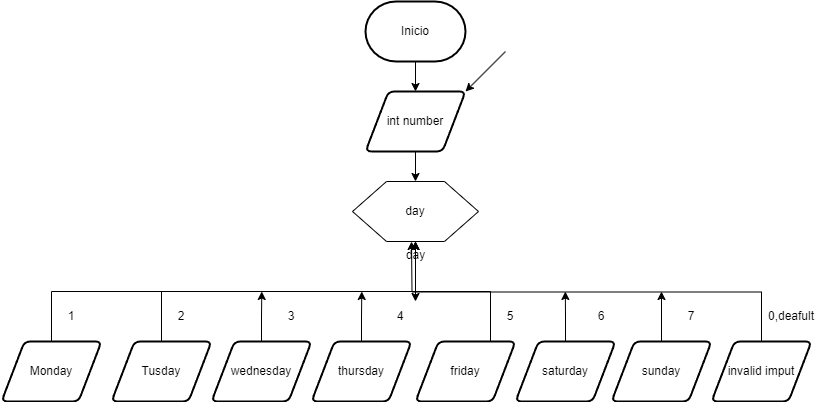 Inicio
int number
day
day
1
2
3
4
5
6
7
0,deafult
Monday
Tusday
wednesday
thursday
friday
saturday
sunday
invalid imput